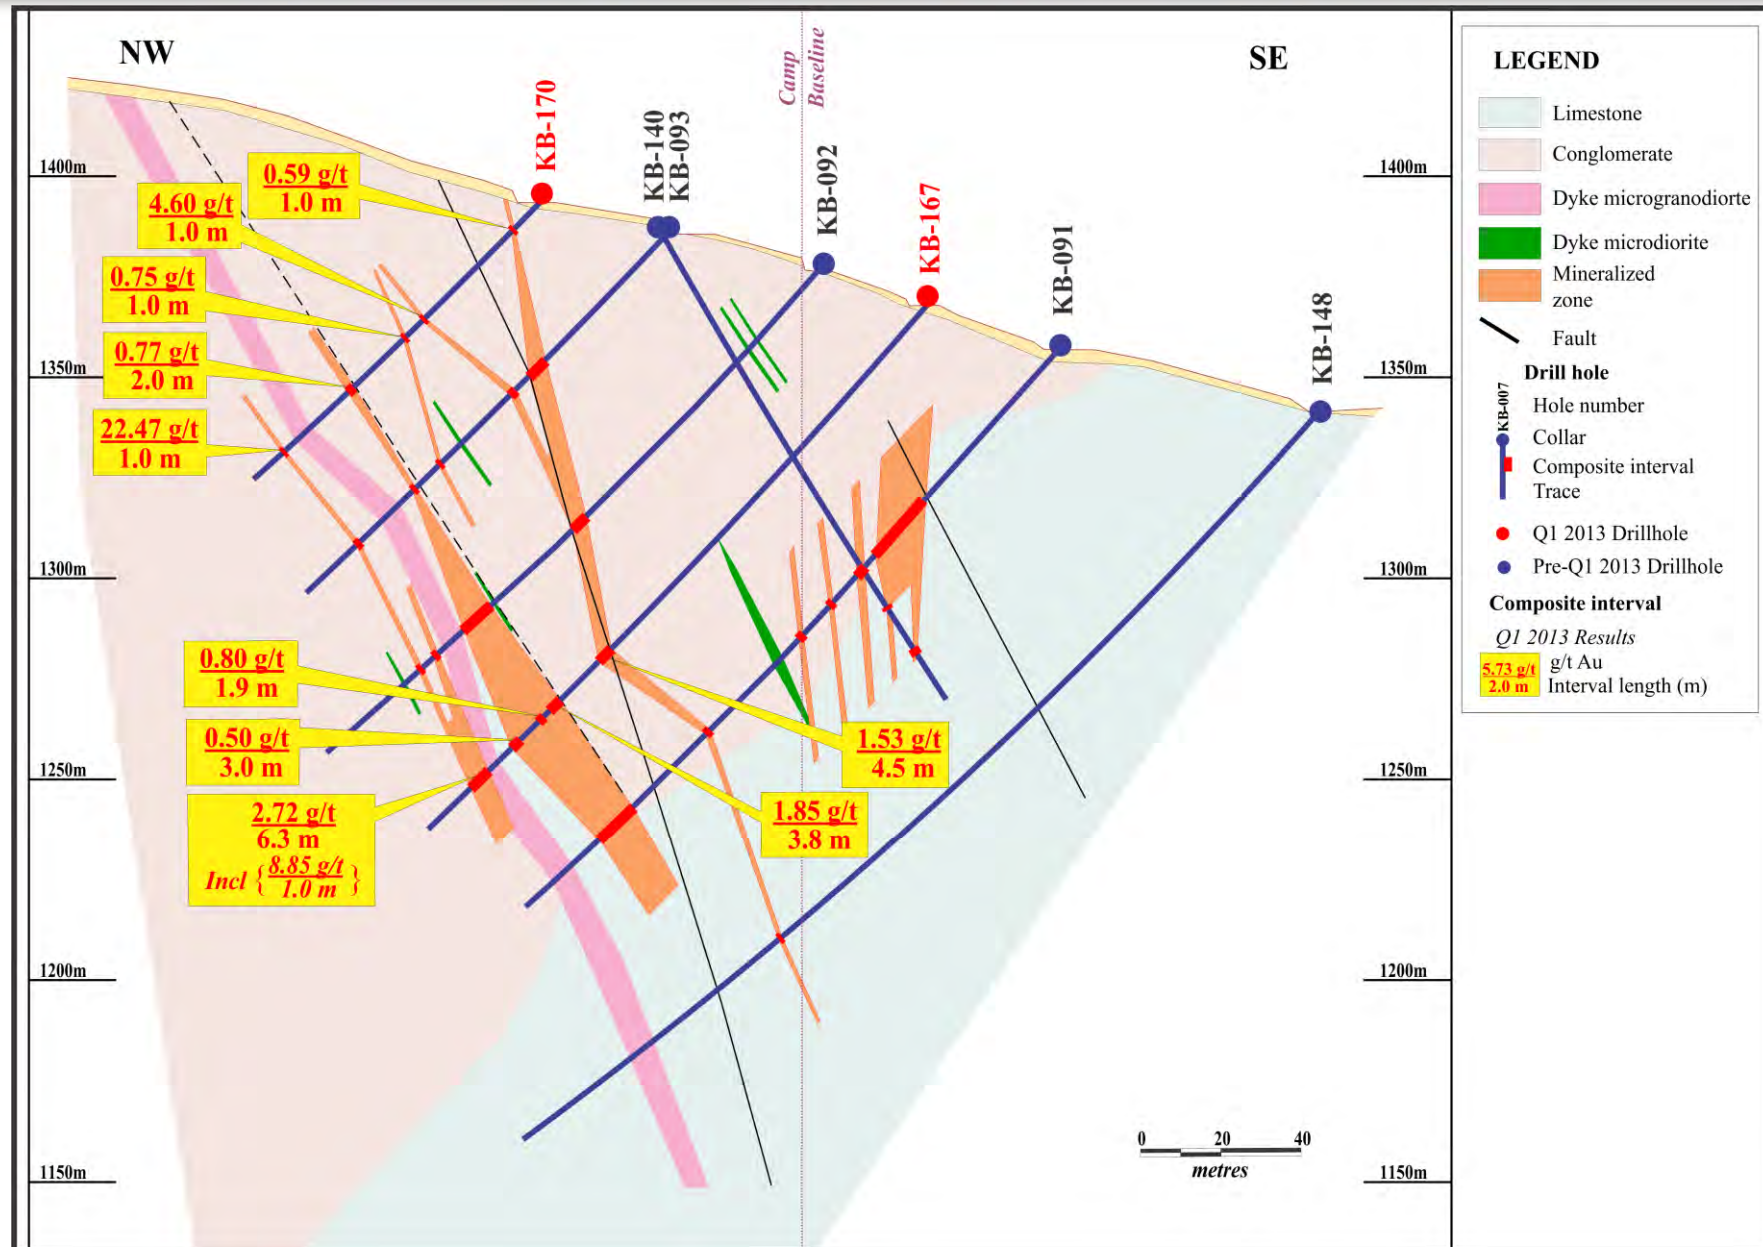 NW
SE
Camp
Baseline
KB-170
KB-140
KB-093
KB-092
KB-167
KB-091
KB-148
1400m
1350m
1300m
1250m
1200m
1150m
1400m
1350m
1300m
1250m
1200m
1150m
0.59 g/t
1.0 m
4.60 g/t
1.0 m
0.75 g/t
1.0 m
0.77 g/t
2.0 m
22.47 g/t
1.0 m
0.80 g/t
1.9 m
0.50 g/t
3.0 m
2.72 g/t
6.3 m
Incl { 8.85 g/t
1.0 m }
1.53 g/t
4.5 m
1.85 g/t
3.8 m
0 20 40
metres
LEGEND
Limestone
Conglomerate
Dyke microgranodiorte
Dyke microdiorite
Mineralized
zone
Fault
Drill hole
KB-007
Hole number
Collar
Composite interval
Trace
Q1 2013 Drillhole
Pre-Q1 2013 Drillhole
Composite interval
Q1 2013 Results
5.73 g/t
2.0 m
g/t Au
Interval length (m)